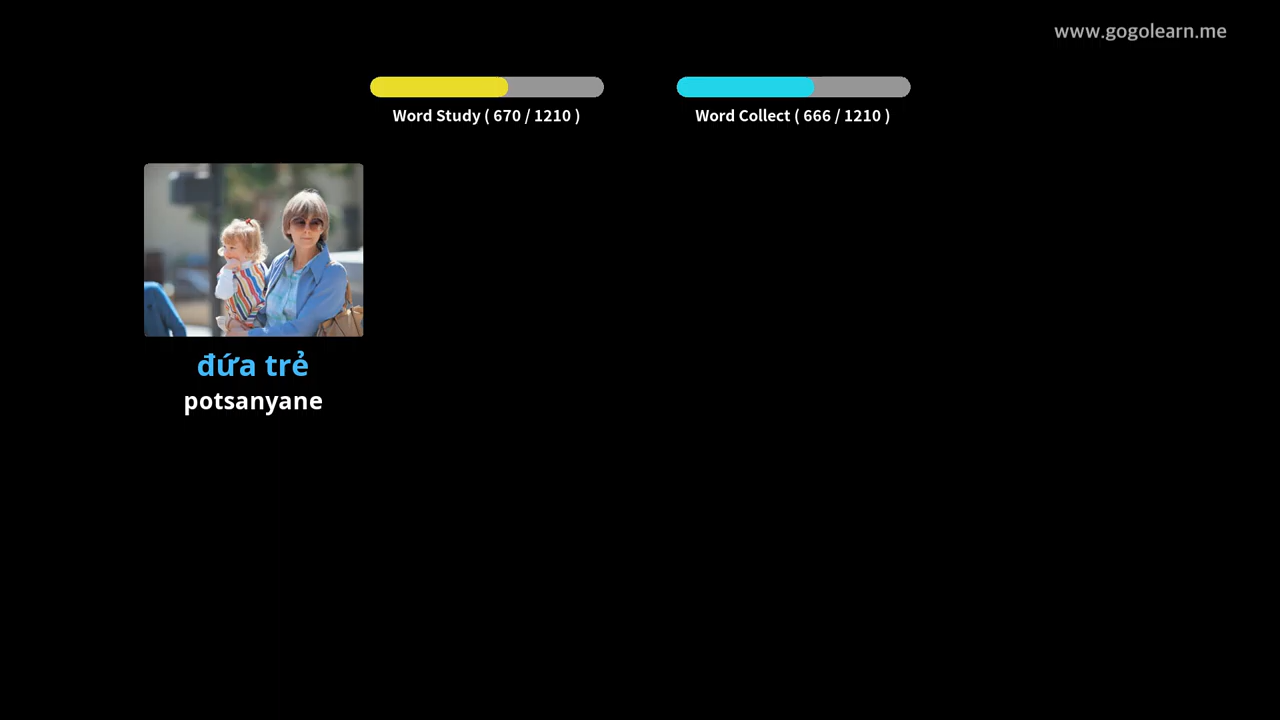 www.gogolearn.me
Word Study ( 670 / 1210 )
Word Collect ( 666 / 1210 )
đứa trẻ
potsanyane